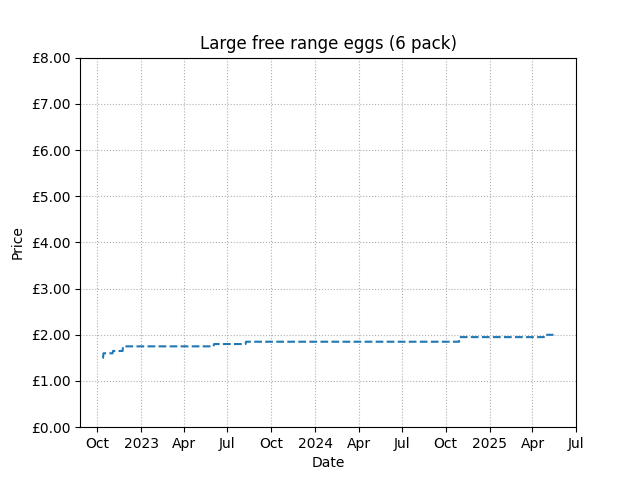 Large free range eggs (6 pack)
£8.00
£7.00
£6.00
£5.00
£4.00
£3.00
£2.00
£1.00
£0.00
Price
Oct 2023 Apr Jul Oct 2024 Apr Jul Oct 2025 Apr Jul
Date